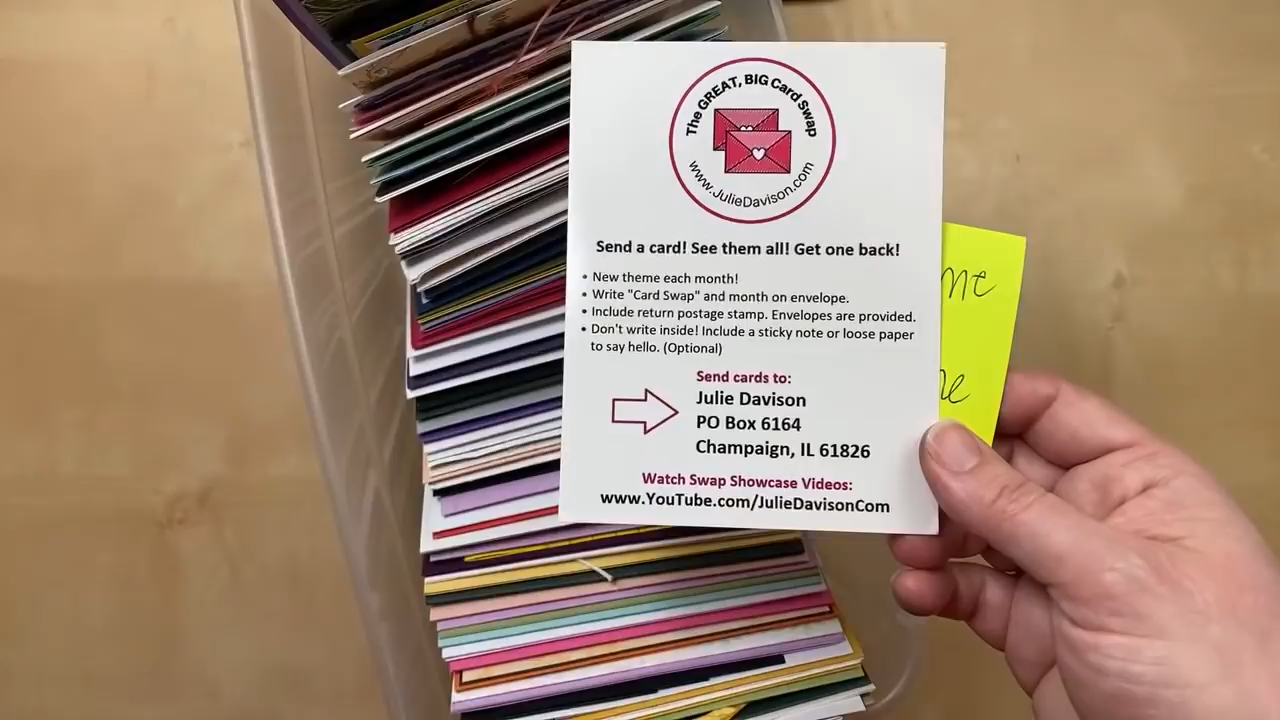 The GREAT, BIG Card Swap
www.JulieDavison.com
Send a card! See them all! Get one back!
• New theme each month!
• Write "Card Swap" and month on envelope.
• Include return postage stamp. Envelopes are provided.
• Don't write inside! Include a sticky note or loose paper
to say hello. (Optional)
Send cards to:
Julie Davison
PO Box 6164
Champaign, IL 61826
Watch Swap Showcase Videos:
www.YouTube.com/JulieDavisonCom